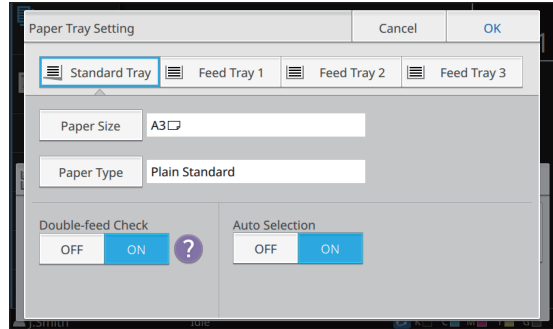 Paper Tray Setting Cancel OK
Standard Tray Feed Tray 1 Feed Tray 2 Feed Tray 3
Paper Size A3
Paper Type Plain Standard
Double-feed Check Auto Selection
OFF ON ? OFF ON
J.Smith Idle